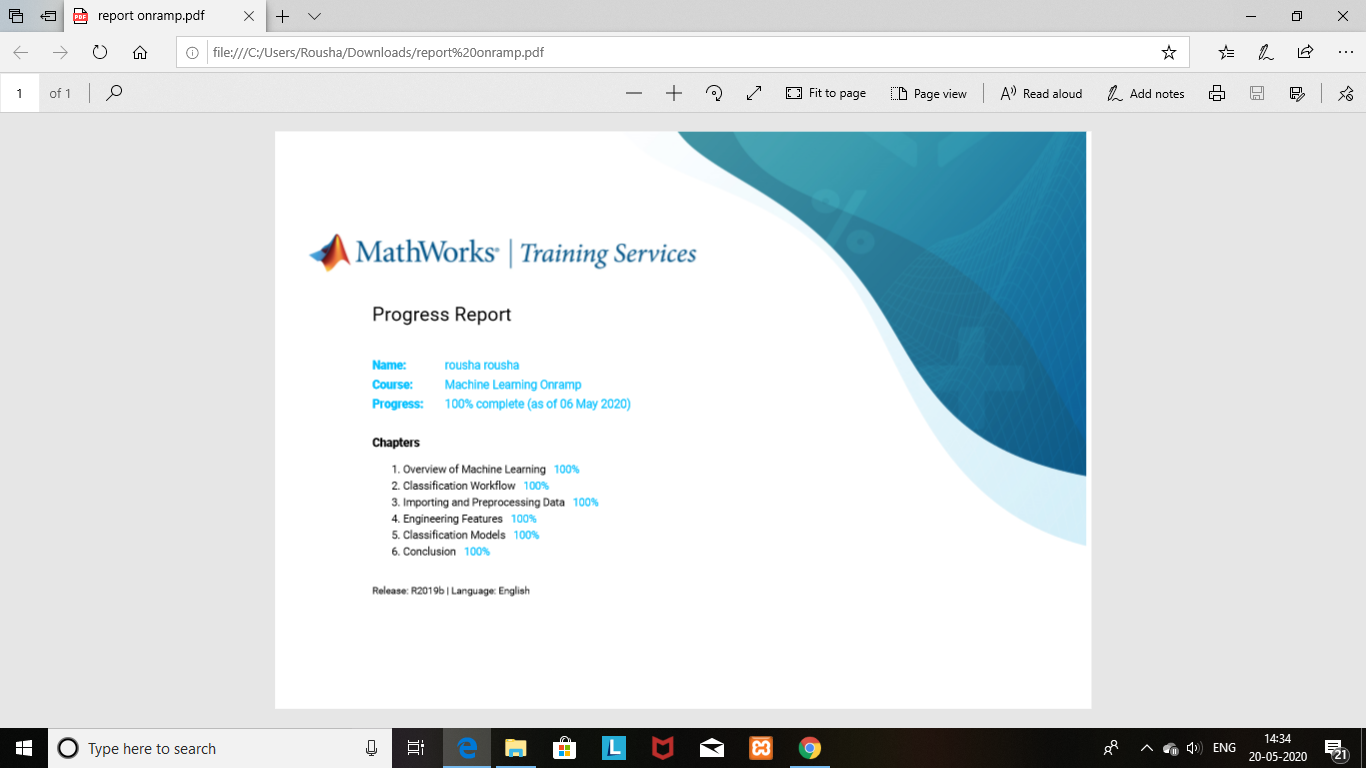 report onramp.pdf
file:///C:/Users/Rousha/Downloads/report%20onramp.pdf
1 of 1 Fit to page Page view Read aloud Add notes
%
MathWorks® | Training Services
Progress Report
Name: rousha rousha
Course: Machine Learning Onramp
Progress: 100% complete (as of 06 May 2020)
Chapters
1. Overview of Machine Learning 100%
2. Classification Workflow 100%
3. Importing and Preprocessing Data 100%
4. Engineering Features 100%
5. Classification Models 100%
6. Conclusion 100%
Release: R2019b | Language: English
Type here to search
ENG
14:34
20-05-2020
21